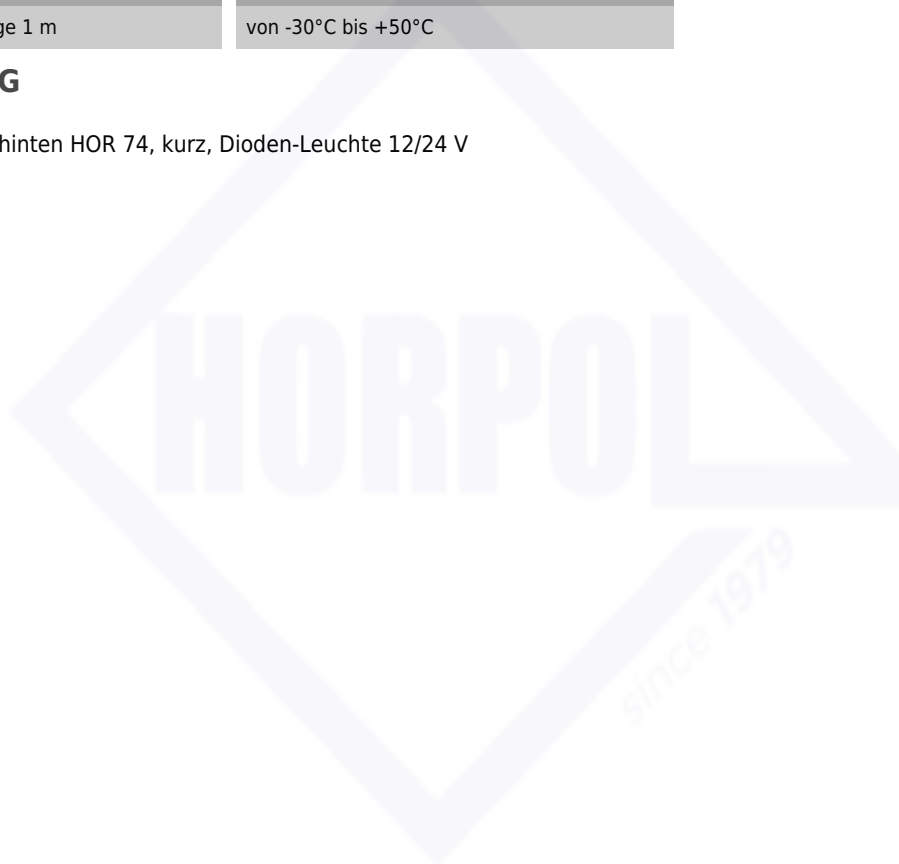 ge 1 m von -30°C bis +50°C
G
hinten HOR 74, kurz, Dioden-Leuchte 12/24 V
HORPOL
since 1979